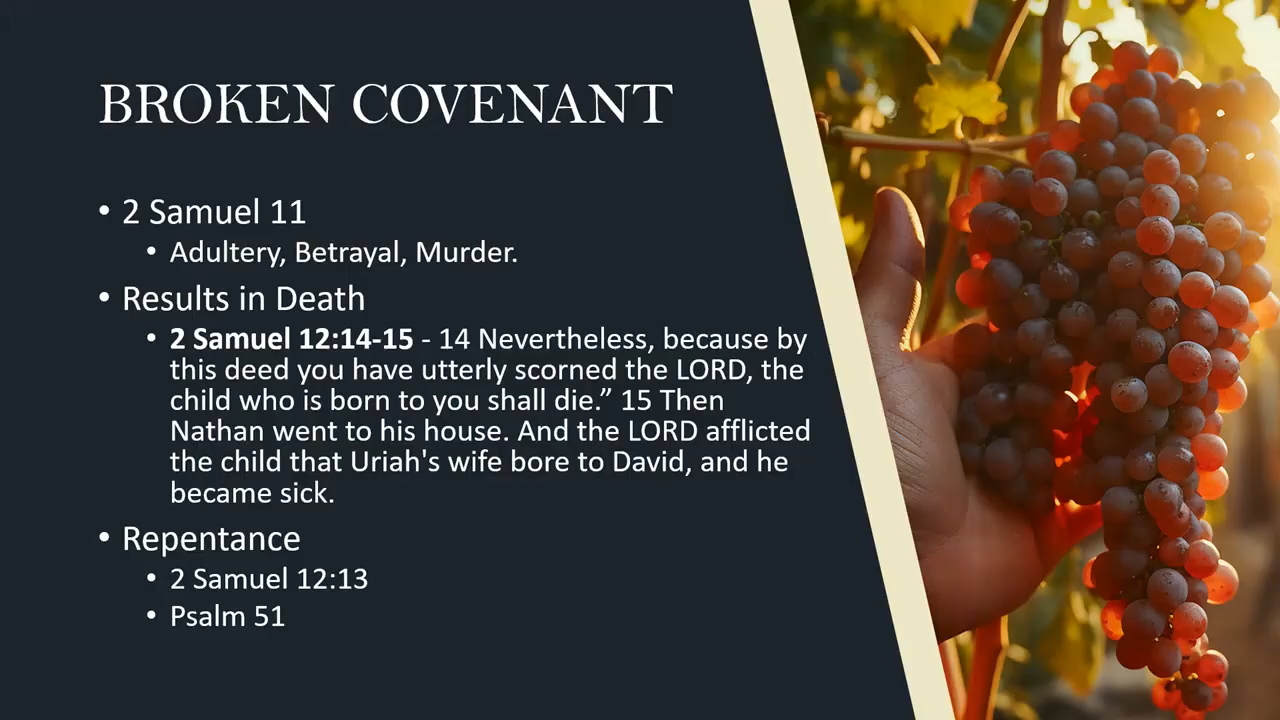 BROKEN COVENANT
• 2 Samuel 11
• Adultery, Betrayal, Murder.
• Results in Death
• 2 Samuel 12:14-15 - 14 Nevertheless, because by
this deed you have utterly scorned the LORD, the
child who is born to you shall die.” 15 Then
Nathan went to his house. And the LORD afflicted
the child that Uriah's wife bore to David, and he
became sick.
• Repentance
• 2 Samuel 12:13
• Psalm 51